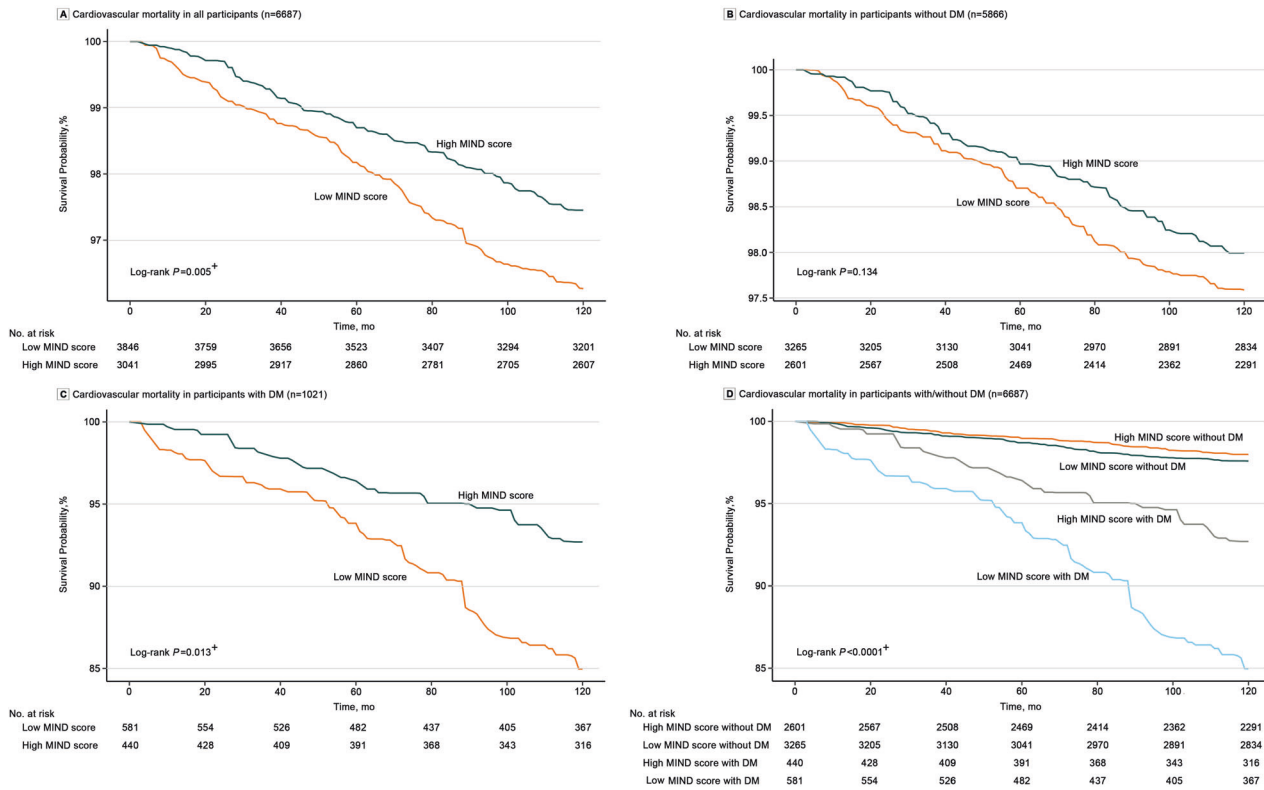 A Cardiovascular mortality in all participants (n=6687)
100
99
98
97
Survival Probability,%
High MIND score
Low MIND score
Log-rank P=0.005+
0 20 40 60 80 100 120
Time, mo
No. at risk
Low MIND score 3846 3759 3656 3523 3407 3294 3201
High MIND score 3041 2995 2917 2860 2781 2705 2607
B Cardiovascular mortality in participants without DM (n=5866)
100
99.5
99.0
98.5
98.0
97.5
Survival Probability,%
High MIND score
Low MIND score
Log-rank P=0.134
0 20 40 60 80 100 120
Time, mo
No. at risk
Low MIND score 3265 3205 3130 3041 2970 2891 2834
High MIND score 2601 2567 2508 2469 2414 2362 2291
C Cardiovascular mortality in participants with DM (n=1021)
100
95
90
85
Survival Probability,%
High MIND score
Low MIND score
Log-rank P=0.013+
0 20 40 60 80 100 120
Time, mo
No. at risk
Low MIND score 581 554 526 482 437 405 367
High MIND score 440 428 409 391 368 343 316
D Cardiovascular mortality in participants with/without DM (n=6687)
100
95
90
85
Survival Probability,%
High MIND score without DM
Low MIND score without DM
High MIND score with DM
Low MIND score with DM
Log-rank P<0.0001+
0 20 40 60 80 100 120
Time, mo
No. at risk
High MIND score without DM 2601 2567 2508 2469 2414 2362 2291
Low MIND score without DM 3265 3205 3130 3041 2970 2891 2834
High MIND score with DM 440 428 409 391 368 343 316
Low MIND score with DM 581 554 526 482 437 405 367